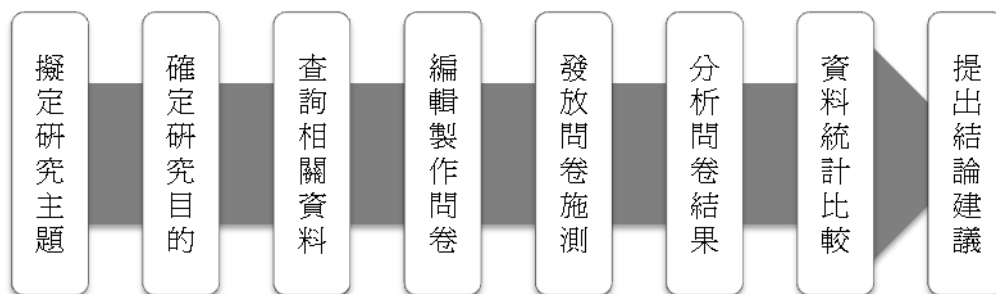 擬定研究主題
確定研究目的
查詢相關資料
編輯製作問卷
發放問卷施測
分析問卷結果
資料統計比較
提出結論建議